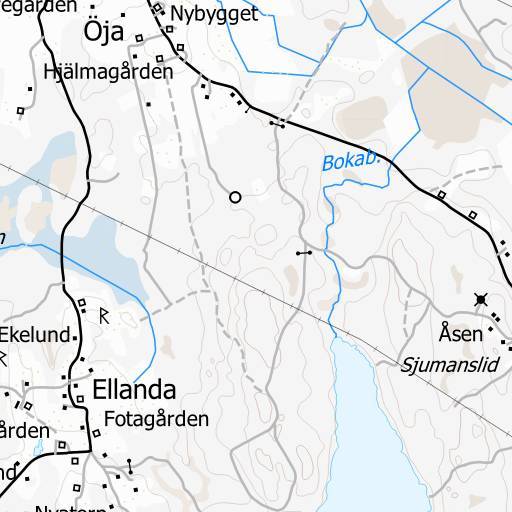 Nybygget
Öja
Hjälmagården
Bokab.
Ekelund
Åsen
Sjumanslid
Ellanda
Fotagården